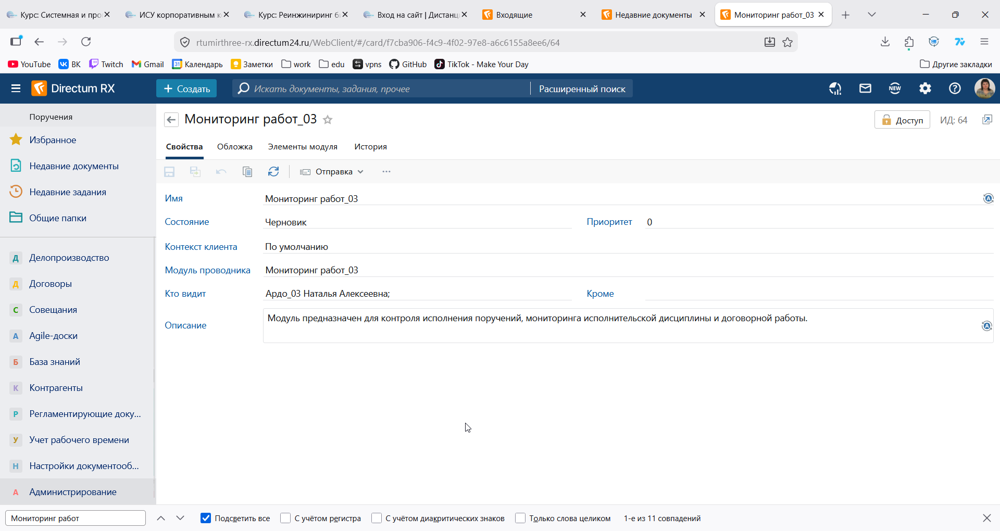 Курс: Системная и про
ИСУ корпоративным к
Курс: Реинжиниринг б
Вход на сайт | Дистанц
Входящие
Недавние документы
Мониторинг работ_03
rtumirthree-rx.directum24.ru/WebClient/#/card/f7cba906-f4c9-4f02-97e8-a6c6155a8ee6/64
YouTube
ВК
Twitch
Gmail
31
Календарь
Заметки
work
edu
vpns
GitHub
TikTok - Make Your Day
Другие закладки
Directum RX
Создать
Искать документы, задания, прочее
Расширенный поиск
NEW
Поручения
Избранное
Недавние документы
Недавние задания
Общие папки
Д Делопроизводство
Д Договоры
С Совещания
A Agile-доски
Б База знаний
К Контрагенты
Р Регламентирующие доку...
У Учет рабочего времени
Н Настройки документооб...
А Администрирование
Мониторинг работ_03
Доступ
ИД: 64
Свойства
Обложка
Элементы модуля
История
Отправка
Имя
Мониторинг работ_03
Состояние
Черновик
Приоритет
0
Контекст клиента
По умолчанию
Модуль проводника
Мониторинг работ_03
Кто видит
Ардо_03 Наталья Алексеевна;
Кроме
Описание
Модуль предназначен для контроля исполнения поручений, мониторинга исполнительской дисциплины и договорной работы.
Мониторинг работ
Подсветить все
С учётом регистра
С учётом диакритических знаков
Только слова целиком
1-е из 11 совпадений